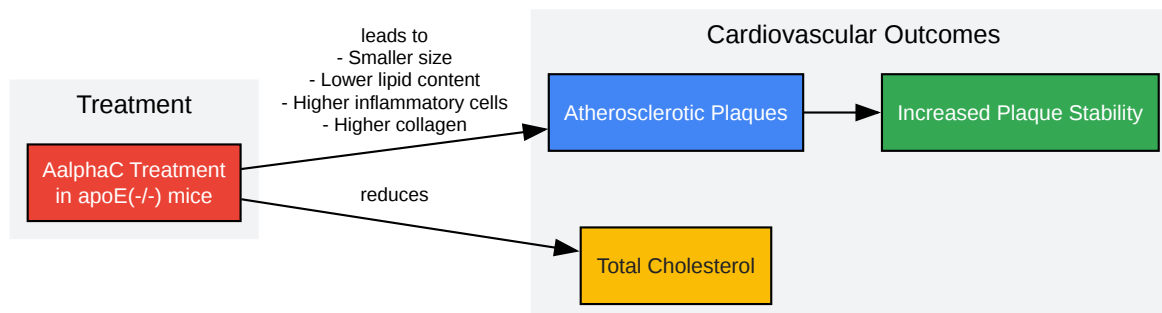 Treatment
AalphaC Treatment
in apoE(-/-) mice
leads to
- Smaller size
- Lower lipid content
- Higher inflammatory cells
- Higher collagen
reduces
Cardiovascular Outcomes
Atherosclerotic Plaques
Increased Plaque Stability
Total Cholesterol